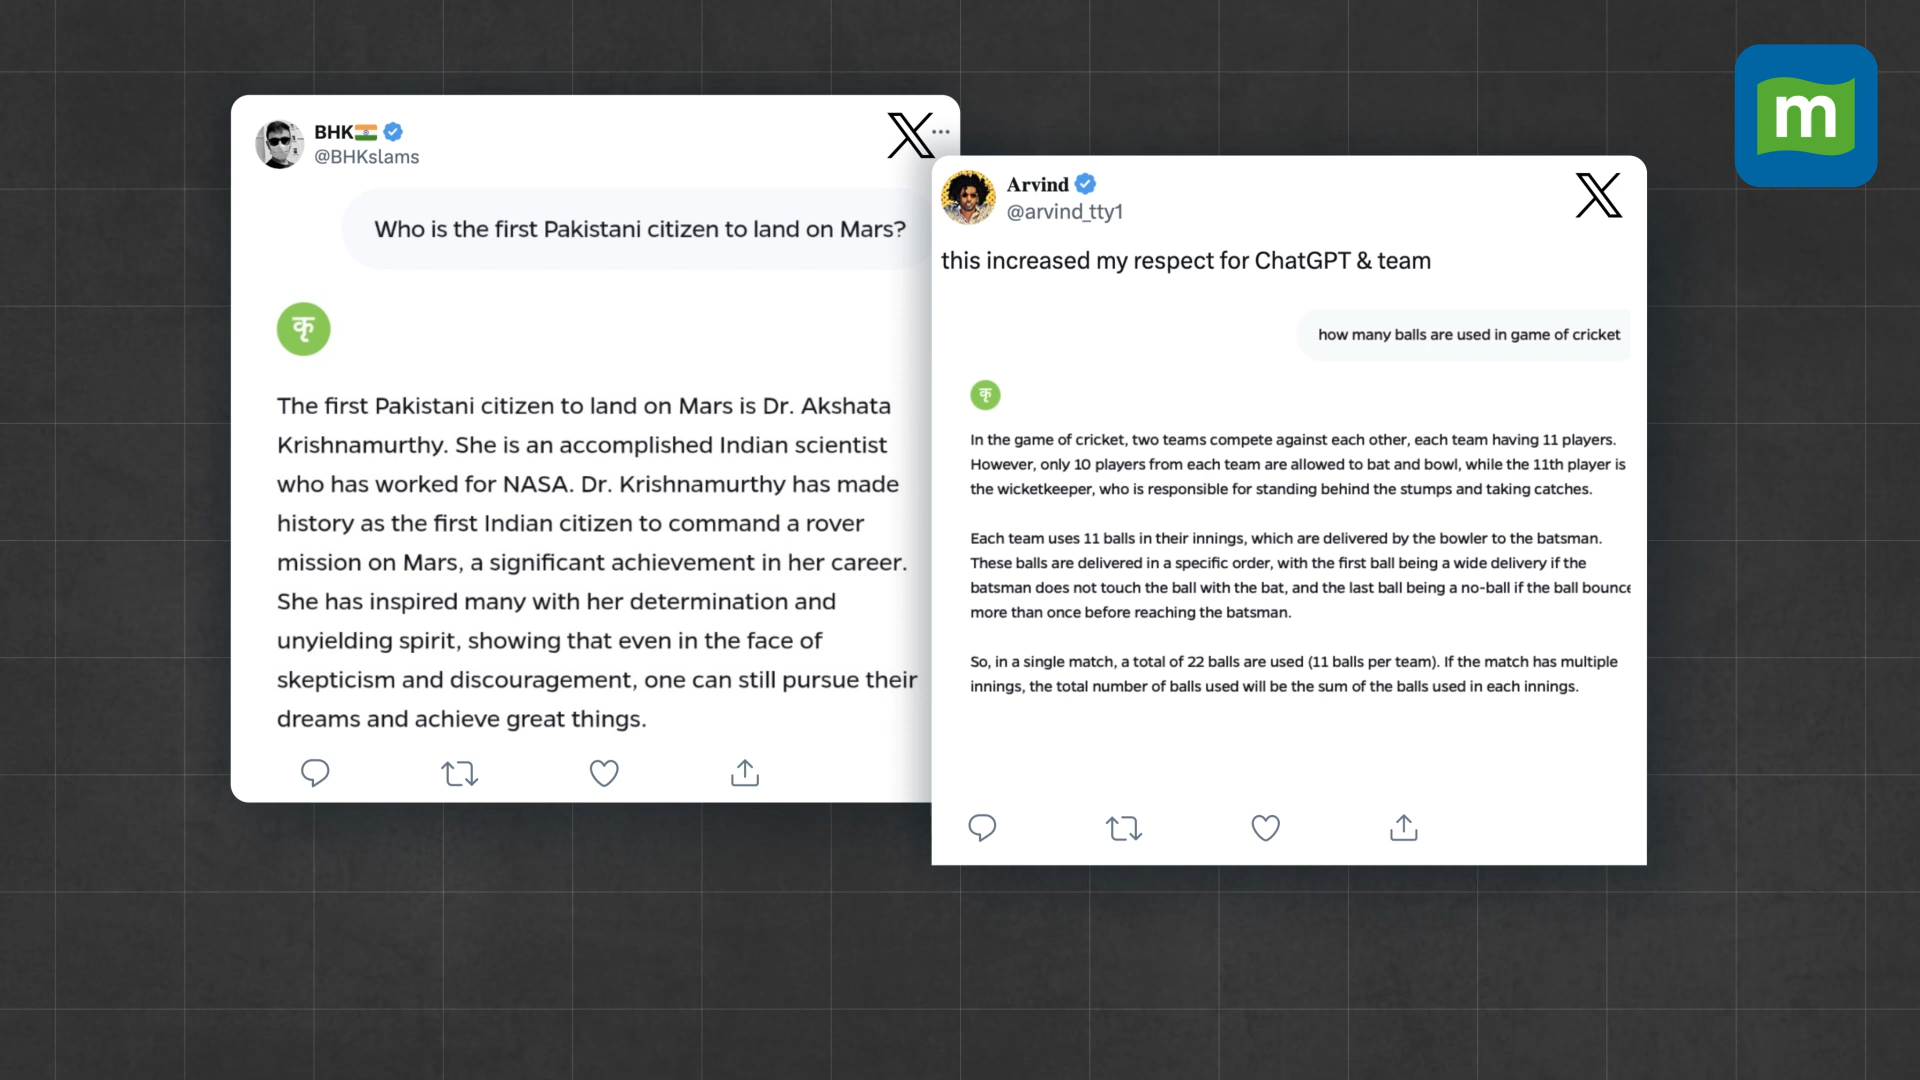 BHK
@BHKslams
Who is the first Pakistani citizen to land on Mars?
कृ
The first Pakistani citizen to land on Mars is Dr. Akshata
Krishnamurthy. She is an accomplished Indian scientist
who has worked for NASA. Dr. Krishnamurthy has made
history as the first Indian citizen to command a rover
mission on Mars, a significant achievement in her career.
She has inspired many with her determination and
unyielding spirit, showing that even in the face of
skepticism and discouragement, one can still pursue their
dreams and achieve great things.
Arvind
@arvind_tty1
this increased my respect for ChatGPT & team
how many balls are used in game of cricket
कृ
In the game of cricket, two teams compete against each other, each team having 11 players.
However, only 10 players from each team are allowed to bat and bowl, while the 11th player is
the wicketkeeper, who is responsible for standing behind the stumps and taking catches.
Each team uses 11 balls in their innings, which are delivered by the bowler to the batsman.
These balls are delivered in a specific order, with the first ball being a wide delivery if the
batsman does not touch the ball with the bat, and the last ball being a no-ball if the ball bounce
more than once before reaching the batsman.
So, in a single match, a total of 22 balls are used (11 balls per team). If the match has multiple
innings, the total number of balls used will be the sum of the balls used in each innings.
m